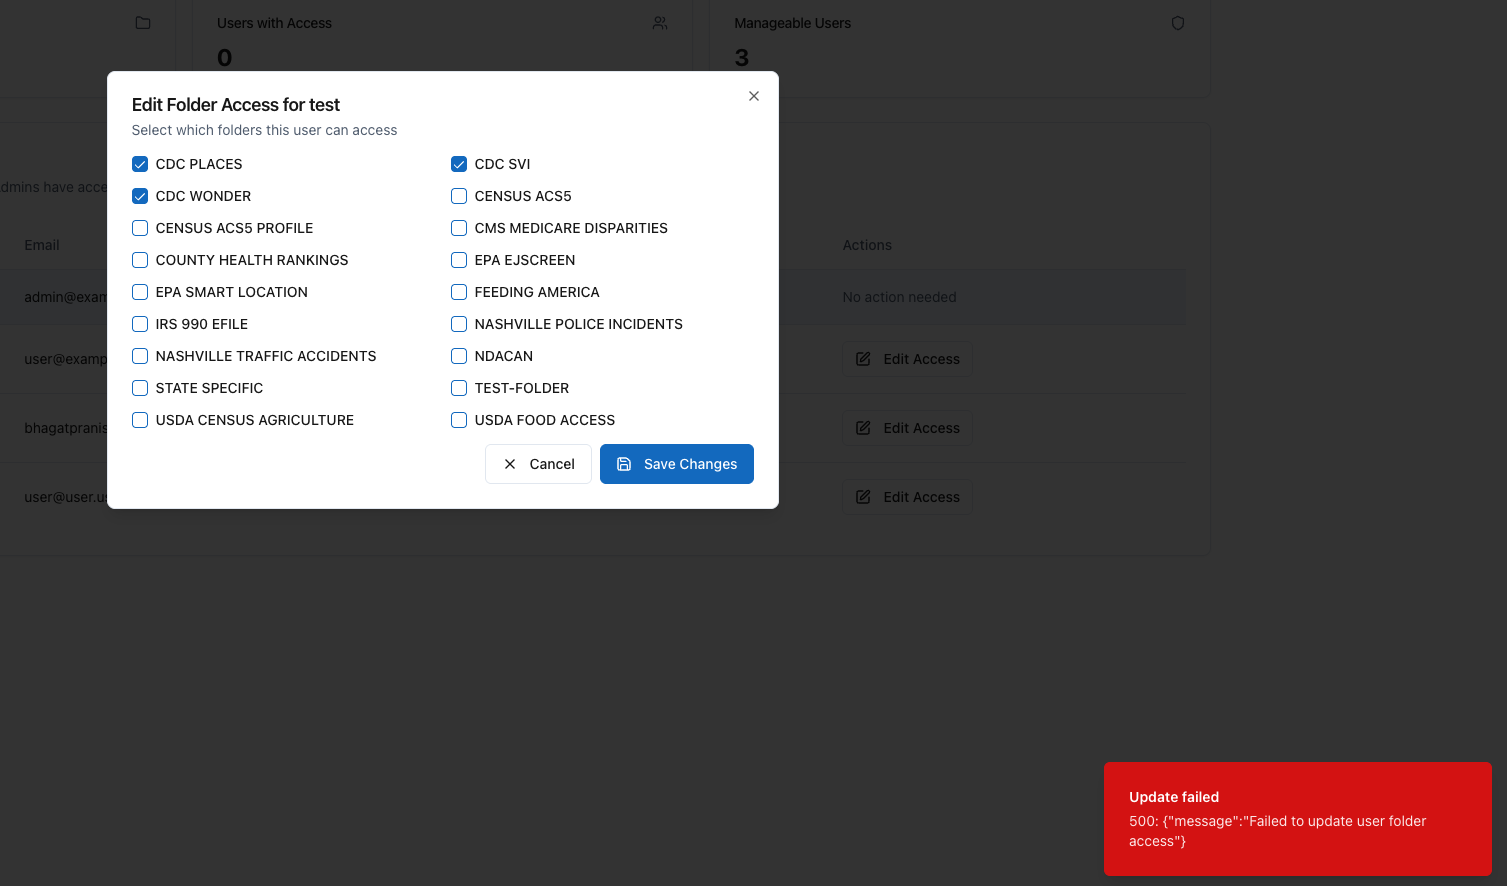 Users with Access
0
Manageable Users
3
Edit Folder Access for test
Select which folders this user can access
CDC PLACES
CDC SVI
CDC WONDER
CENSUS ACS5
CENSUS ACS5 PROFILE
CMS MEDICARE DISPARITIES
COUNTY HEALTH RANKINGS
EPA EJSCREEN
EPA SMART LOCATION
FEEDING AMERICA
IRS 990 EFILE
NASHVILLE POLICE INCIDENTS
NASHVILLE TRAFFIC ACCIDENTS
NDACAN
STATE SPECIFIC
TEST-FOLDER
USDA CENSUS AGRICULTURE
USDA FOOD ACCESS
Cancel
Save Changes
dmins have acce
Email
Actions
admin@exam
No action needed
user@examp
Edit Access
bhagatpranis
Edit Access
user@user.us
Edit Access
Update failed
500: {"message":"Failed to update user folder
access"}